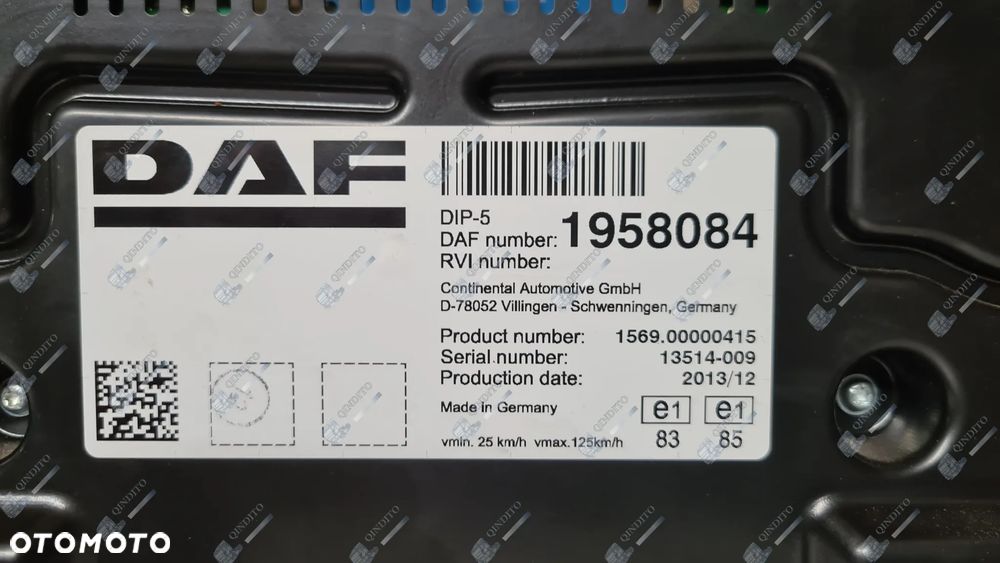 DAF
DIP-5
DAF number: 1958084
RVI number:
Continental Automotive GmbH
D-78052 Villingen - Schwenningen, Germany
Product number: 1569.00000415
Serial number: 13514-009
Production date: 2013/12
Made in Germany
e1 e1
vmin. 25 km/h vmax.125km/h 83 85
OTOMOTO
QINDITO